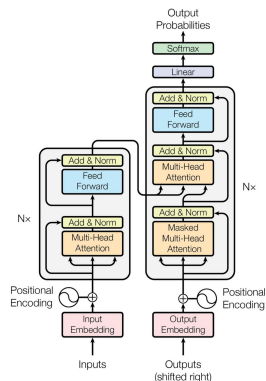 Output
Probabilities
Softmax
Linear
Add & Norm
Feed
Forward
Add & Norm
Multi-Head
Attention
Add & Norm
Masked
Multi-Head
Attention
N×
Positional
Encoding
Output
Embedding
Outputs
(shifted right)
Add & Norm
Feed
Forward
Add & Norm
Multi-Head
Attention
N×
Positional
Encoding
Input
Embedding
Inputs